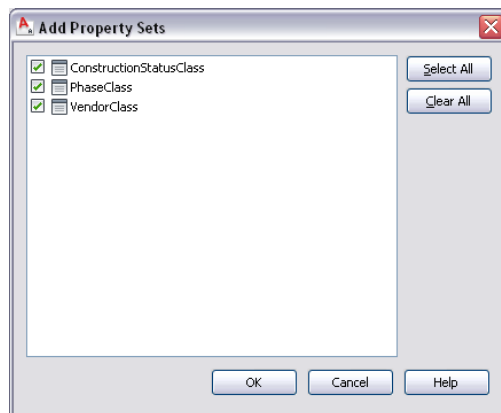 Add Property Sets
ConstructionStatusClass
PhaseClass
VendorClass
Select All
Clear All
OK
Cancel
Help